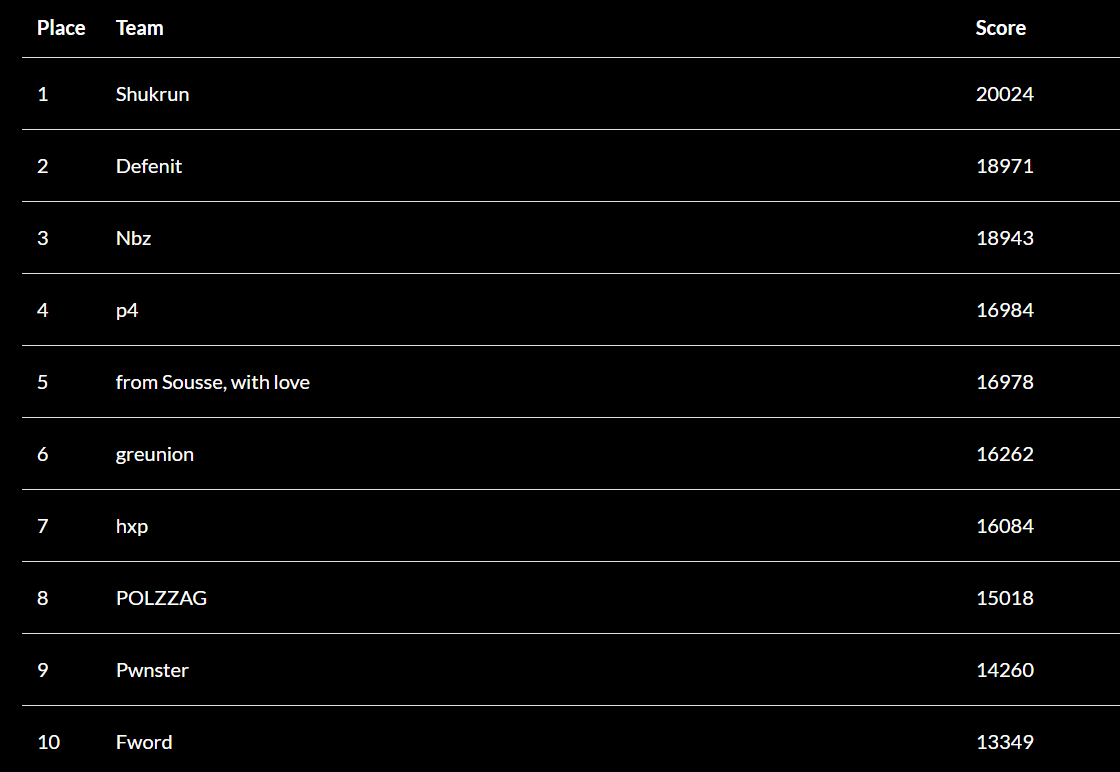 Place Team Score
1 Shukrun 20024
2 Defenit 18971
3 Nbz 18943
4 p4 16984
5 from Sousse, with love 16978
6 greunion 16262
7 hxp 16084
8 POLZZAG 15018
9 Pwnster 14260
10 Fword 13349